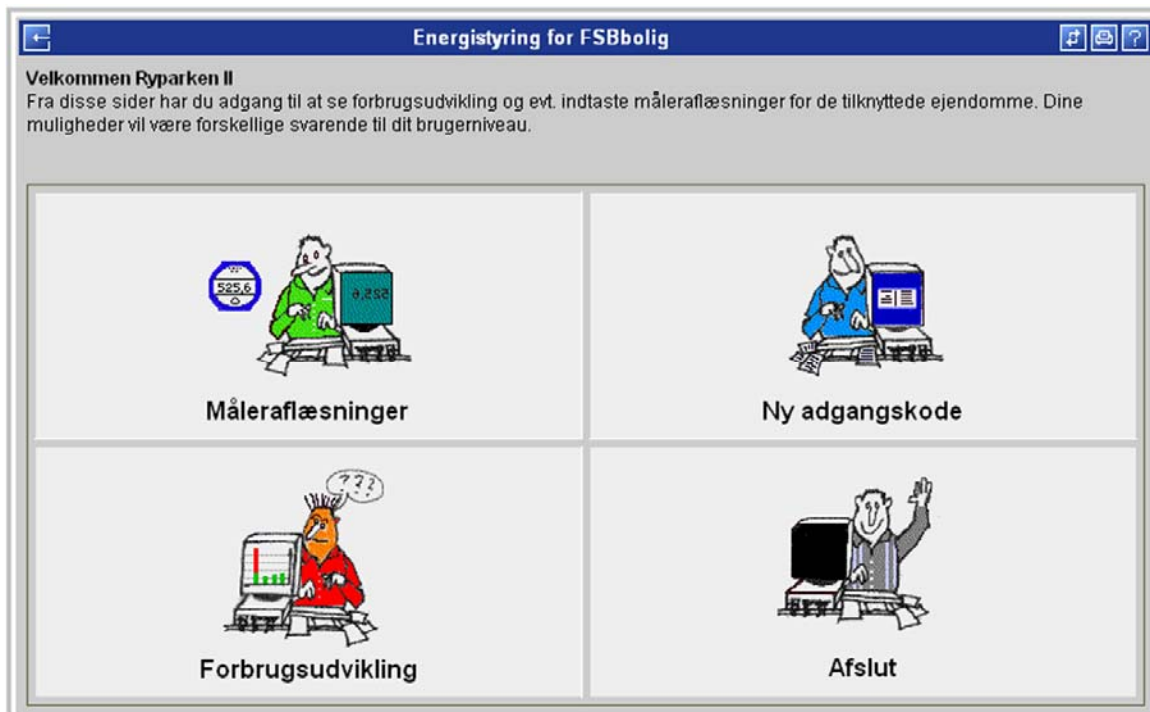 Energistyring for FSBbolig
?
Velkommen Ryparken II
Fra disse sider har du adgang til at se forbrugsudvikling og evt. indtaste måleraflæsninger for de tilknyttede ejendomme. Dine
muligheder vil være forskellige svarende til dit brugerniveau.
525,6
525,6
Måleraflæsninger
Ny adgangskode
???
Forbrugsudvikling
Afslut